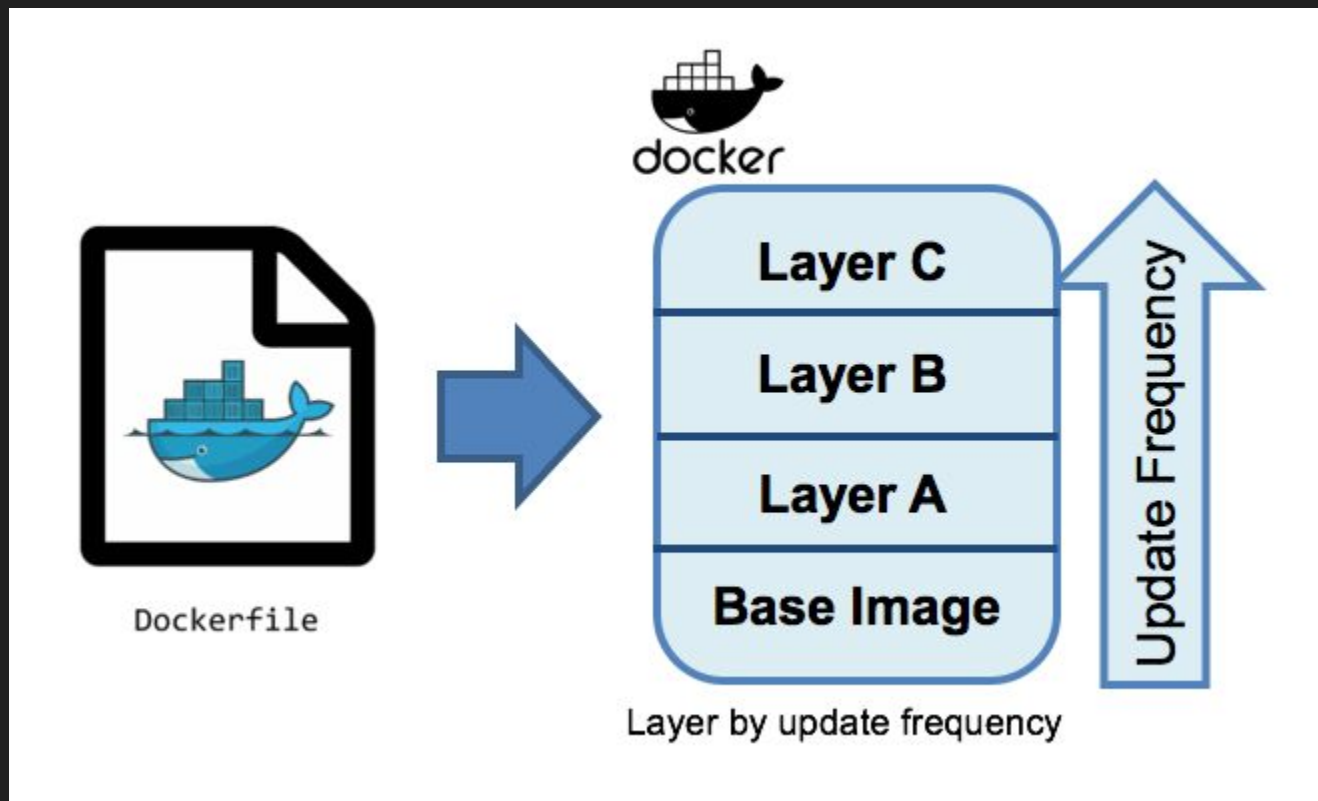 docker
Layer C
Layer B
Layer A
Base Image
Update Frequency
Dockerfile
Layer by update frequency